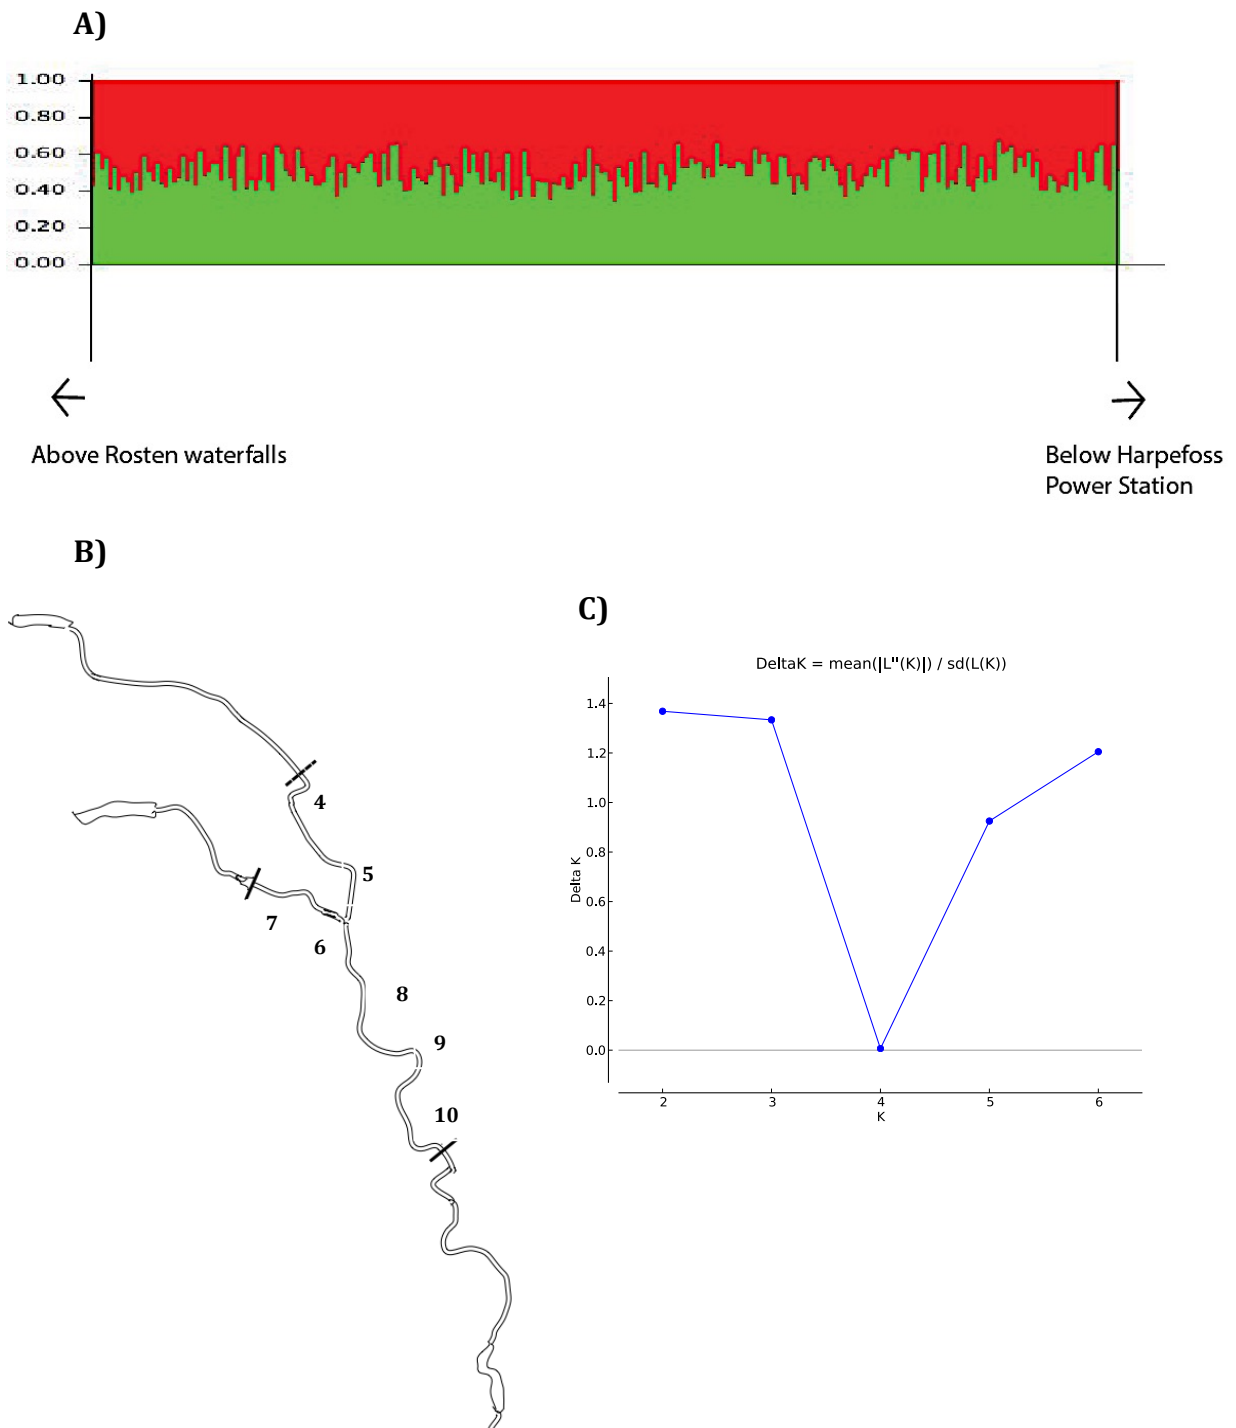 A)
1.00
0.80
0.60
0.40
0.20
0.00
Above Rosten waterfalls
Below Harpefoss
Power Station
B)
4
5
7
6
8
9
10
C)
DeltaK = mean(|L"(K)|) / sd(L(K))
1.4
1.2
1.0
0.8
0.6
0.4
0.2
0.0
Delta K
2 3 4 5 6
K